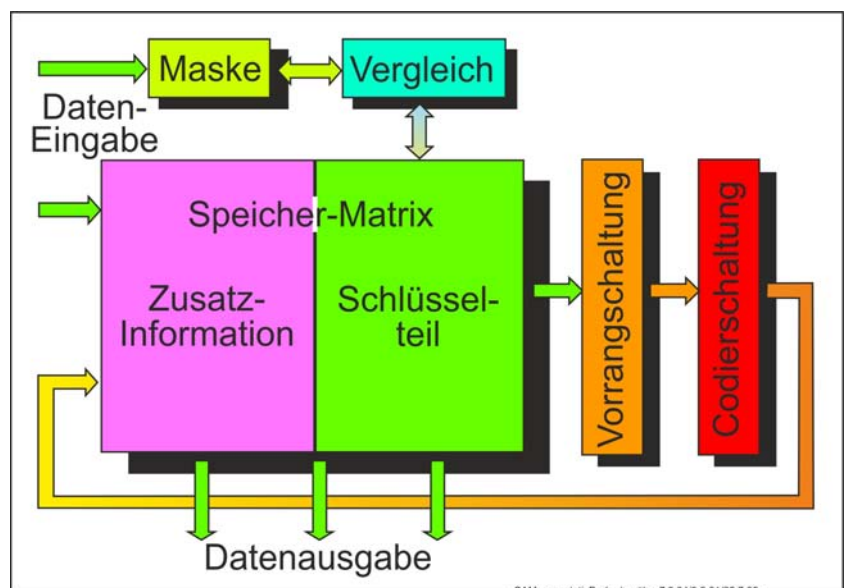 Maske
Vergleich
Daten-
Eingabe
Speicher-Matrix
Zusatz-
Information
Schlüssel-
teil
Vorrangschaltung
Codierschaltung
Datenausgabe